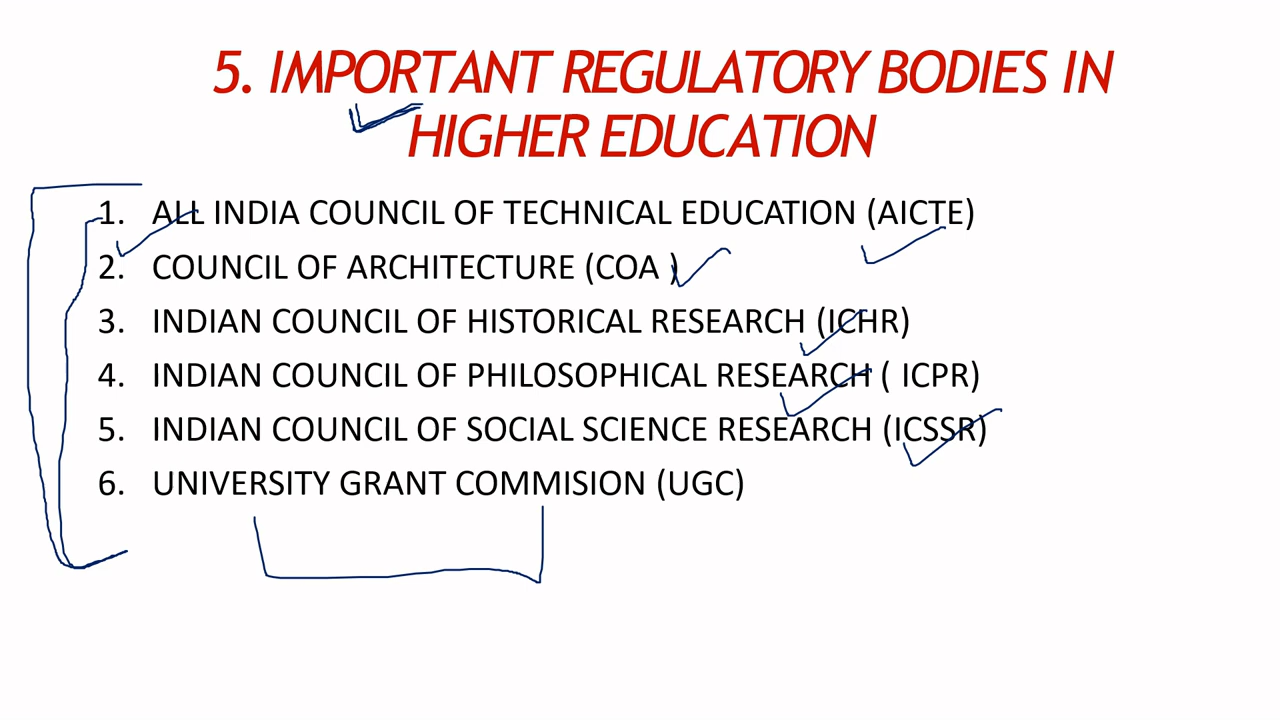 5. IMPORTANT REGULATORY BODIES IN
HIGHER EDUCATION
1. ALL INDIA COUNCIL OF TECHNICAL EDUCATION (AICTE)
2. COUNCIL OF ARCHITECTURE (COA )
3. INDIAN COUNCIL OF HISTORICAL RESEARCH (ICHR)
4. INDIAN COUNCIL OF PHILOSOPHICAL RESEARCH ( ICPR)
5. INDIAN COUNCIL OF SOCIAL SCIENCE RESEARCH (ICSSR)
6. UNIVERSITY GRANT COMMISION (UGC)